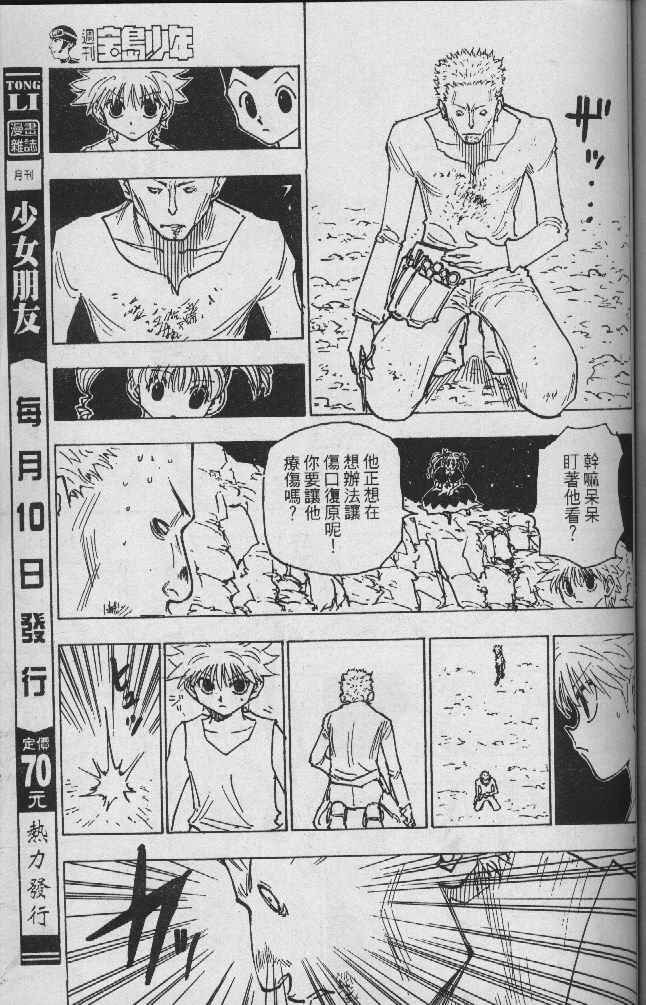 週刊
寶島少年
TONG
LI
漫畫
雜誌
月刊
少女朋友
每月10日發行
定價
70
元
熱力發行
ザッ...
幹嘛呆呆
盯著他看？
他正想在
想辦法讓
傷口復原呢！
你要讓他
療傷嗎？
ヒュッ